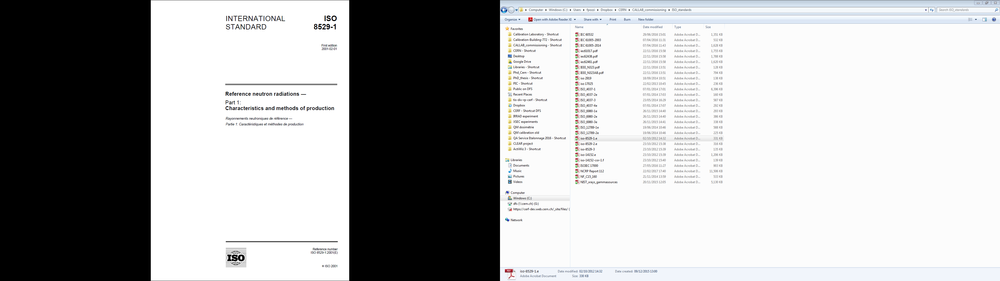 INTERNATIONAL
STANDARD
ISO
8529-1
First edition
2001-02-01
Reference neutron radiations —
Part 1:
Characteristics and methods of production
Rayonnements neutroniques de référence —
Partie 1: Caractéristiques et méthodes de production
ISO
Reference number
ISO 8529-1:2001(E)
© ISO 2001
Computer Windows (C:) Users fpozzi Dropbox CERN CALLAB_commissioning ISO_standards
Search ISO_standards
Organize Open with Adobe Reader XI Share with Print Burn New folder
Favorites
Calibration Laboratory - Shortcut
Calibration-Building-772 - Shortcut
CALLAB_commissioning - Shortcut
CERN - Shortcut
Desktop
Google Drive
Libraries - Shortcut
Phd_Cern - Shortcut
PhD_thesis - Shortcut
PIC - Shortcut
Public on DFS
Recent Places
tis-div-rp-cerf - Shortcut
Dropbox
CERF - Shortcut DFS
IRRAD experiment
XSEC experiments
QM dosimétrie
QM calibration old
QA Service Etalonnage 2016 - Shortcut
CLEAR project
ActiWiz 3 - Shortcut
Libraries
Documents
Music
Pictures
Videos
Computer
Windows (C:)
dfs (\\cern.ch) (G:)
https://cerf-dev.web.cern.ch/_site/files/ (
Network
Name Date modified Type Size
IEC 60532 29/06/2016 15:01 Adobe Acrobat D... 1,351 KB
IEC 61005-2003 07/04/2016 11:31 Adobe Acrobat D... 532 KB
IEC 61005-2014 07/04/2016 11:43 Adobe Acrobat D... 1,628 KB
iec61017.pdf 22/11/2016 15:58 Adobe Acrobat D... 1,755 KB
iec62438.pdf 22/11/2016 15:58 Adobe Acrobat D... 1,788 KB
iec62461.pdf 22/11/2016 15:58 Adobe Acrobat D... 1,620 KB
IEEE_N323.pdf 22/11/2016 13:51 Adobe Acrobat D... 128 KB
IEEE_N323AB.pdf 22/11/2016 13:51 Adobe Acrobat D... 794 KB
iso 2919 18/09/2014 10:51 Adobe Acrobat D... 138 KB
iso 17025 22/02/2013 10:45 Adobe Acrobat D... 236 KB
ISO_4037-1 07/01/2014 17:01 Adobe Acrobat D... 6,396 KB
ISO_4037-2e 07/01/2014 17:03 Adobe Acrobat D... 160 KB
ISO_4037-3 23/05/2014 16:29 Adobe Acrobat D... 587 KB
ISO_4037-4e 07/01/2014 17:07 Adobe Acrobat D... 292 KB
ISO_6980-1e 26/11/2015 14:40 Adobe Acrobat D... 293 KB
ISO_6980-2e 26/11/2015 14:40 Adobe Acrobat D... 386 KB
ISO_6980-3e 26/11/2015 14:41 Adobe Acrobat D... 338 KB
ISO_12789-1e 19/06/2014 10:46 Adobe Acrobat D... 588 KB
ISO_12789-2e 19/06/2014 10:46 Adobe Acrobat D... 225 KB
iso-8529-1.e 02/10/2012 14:32 Adobe Acrobat D... 331 KB
iso-8529-2.e 23/10/2012 15:38 Adobe Acrobat D... 316 KB
iso-8529-3 23/10/2012 15:39 Adobe Acrobat D... 135 KB
iso-14152.e 23/10/2012 15:39 Adobe Acrobat D... 1,206 KB
iso-14152-cor-1.f 23/10/2012 15:40 Adobe Acrobat D... 139 KB
ISOIEC 17000 27/05/2016 11:27 Adobe Acrobat D... 903 KB
NCRP Report 112 22/02/2017 17:40 Adobe Acrobat D... 11,506 KB
NF_C15_160 21/11/2014 13:59 Adobe Acrobat D... 533 KB
NIST_xrays_gammasources 20/11/2015 12:05 Adobe Acrobat D... 5,130 KB
PDF
iso-8529-1.e Date modified: 02/10/2012 14:32 Date created: 09/12/2015 13:00
Adobe Acrobat Document Size: 330 KB